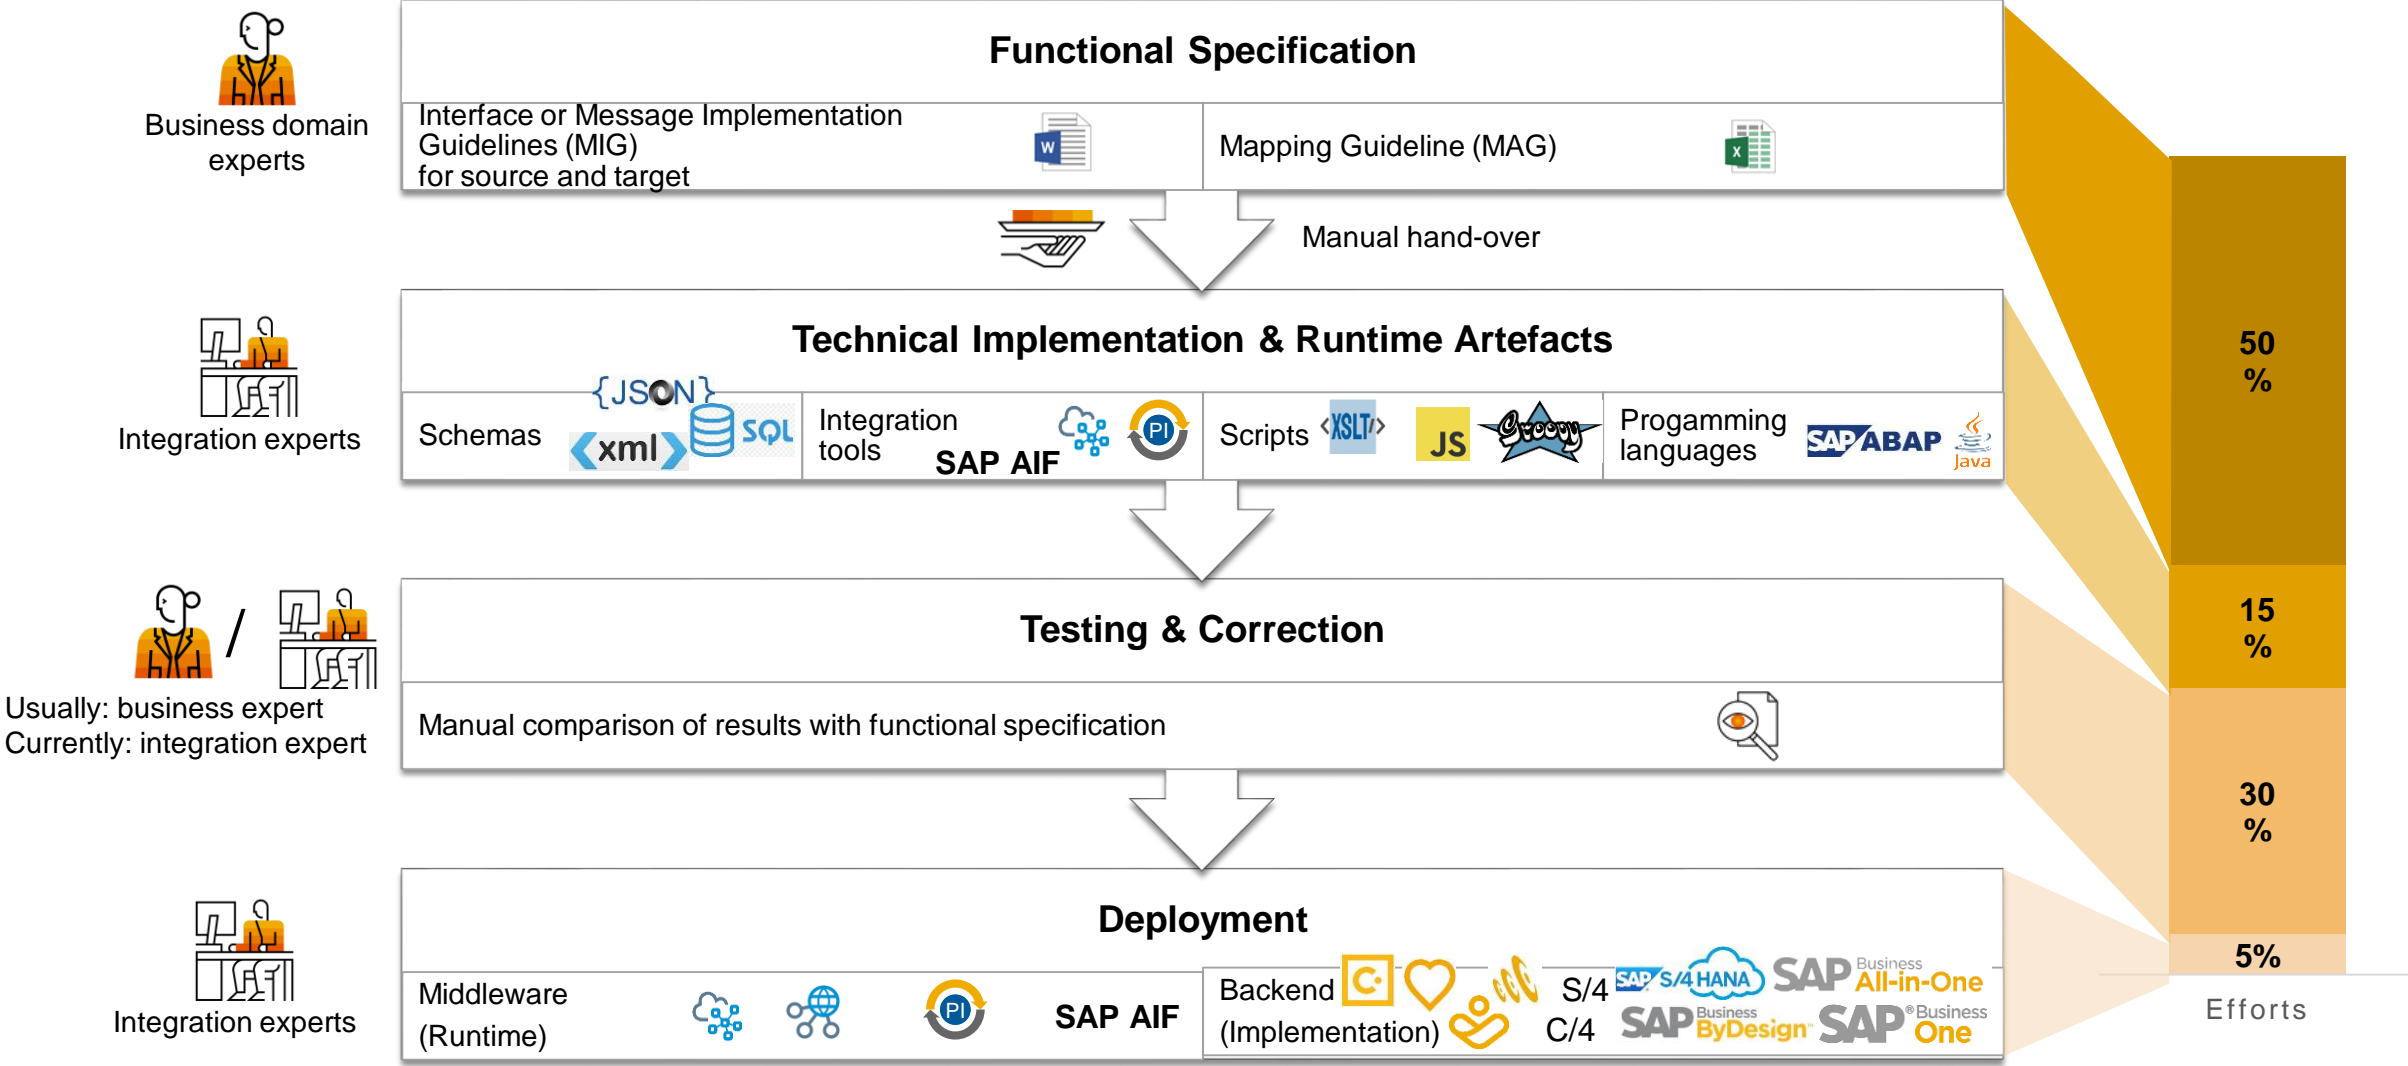 Functional Specification
Business domain
experts
Interface or Message Implementation
Guidelines (MIG)
for source and target
W
Mapping Guideline (MAG)
X
Manual hand-over
Technical Implementation & Runtime Artefacts
Integration experts
Schemas
{JSON}
<xml>
SQL
Integration
tools
SAP AIF
PI
Scripts
<XSLT/>
JS
Groovy
Progamming
languages
SAP ABAP
Java
Testing & Correction
/
Usually: business expert
Currently: integration expert
Manual comparison of results with functional specification
Deployment
Integration experts
Middleware
(Runtime)
PI
SAP AIF
Backend
(Implementation)
C
S/4
C/4
SAP S/4 HANA
SAP Business All-in-One
SAP Business ByDesign™
SAP® Business One
50
%
15
%
30
%
5%
Efforts